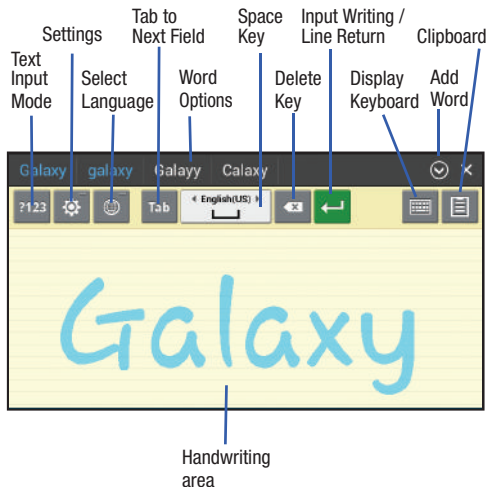 Text
Input
Mode
Settings
Select
Language
Tab to
Next Field
Word
Options
Space
Key
Delete
Key
Input Writing /
Line Return
Display
Keyboard
Add
Word
Clipboard
Galaxy galaxy Galayy Calaxy
?123 Tab English(US)
Galaxy
Handwriting
area